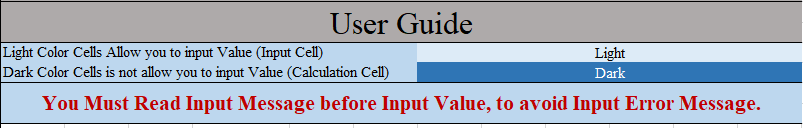 User Guide
Light Color Cells Allow you to input Value (Input Cell) Light
Dark Color Cells is not allow you to input Value (Calculation Cell) Dark
You Must Read Input Message before Input Value, to avoid Input Error Message.